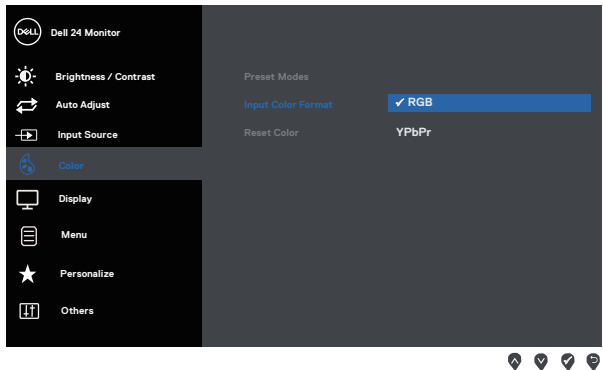 DELL Dell 24 Monitor
Brightness / Contrast
Auto Adjust
Input Source
Color
Display
Menu
Personalize
Others
Preset Modes
Input Color Format ✓ RGB
Reset Color YPbPr